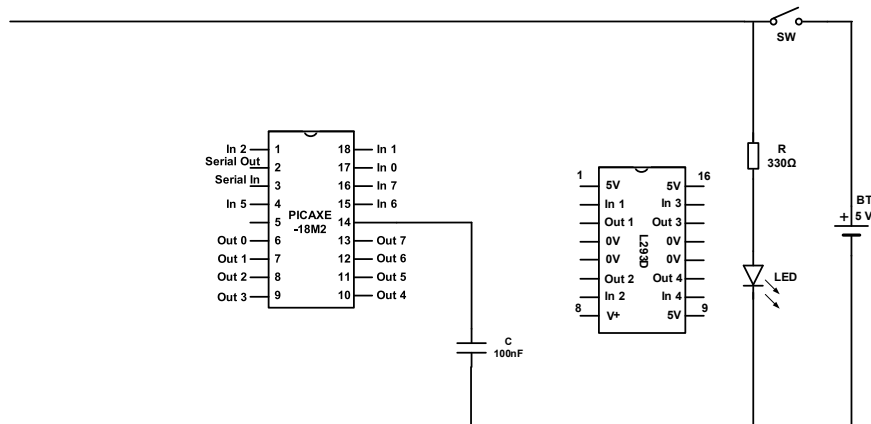 SW
In 2 1 18 In 1
Serial Out 2 17 In 0
Serial In 3 16 In 7
In 5 4 15 In 6
PICAXE
-18M2
5 14
Out 0 6 13 Out 7
Out 1 7 12 Out 6
Out 2 8 11 Out 5
Out 3 9 10 Out 4
C
100nF
1 16
5V 5V
In 1 In 3
Out 1 Out 3
0V 0V
0V 0V
Out 2 Out 4
In 2 In 4
8 V+ 5V 9
L293D
R
330Ω
LED
BT
+ 5 V